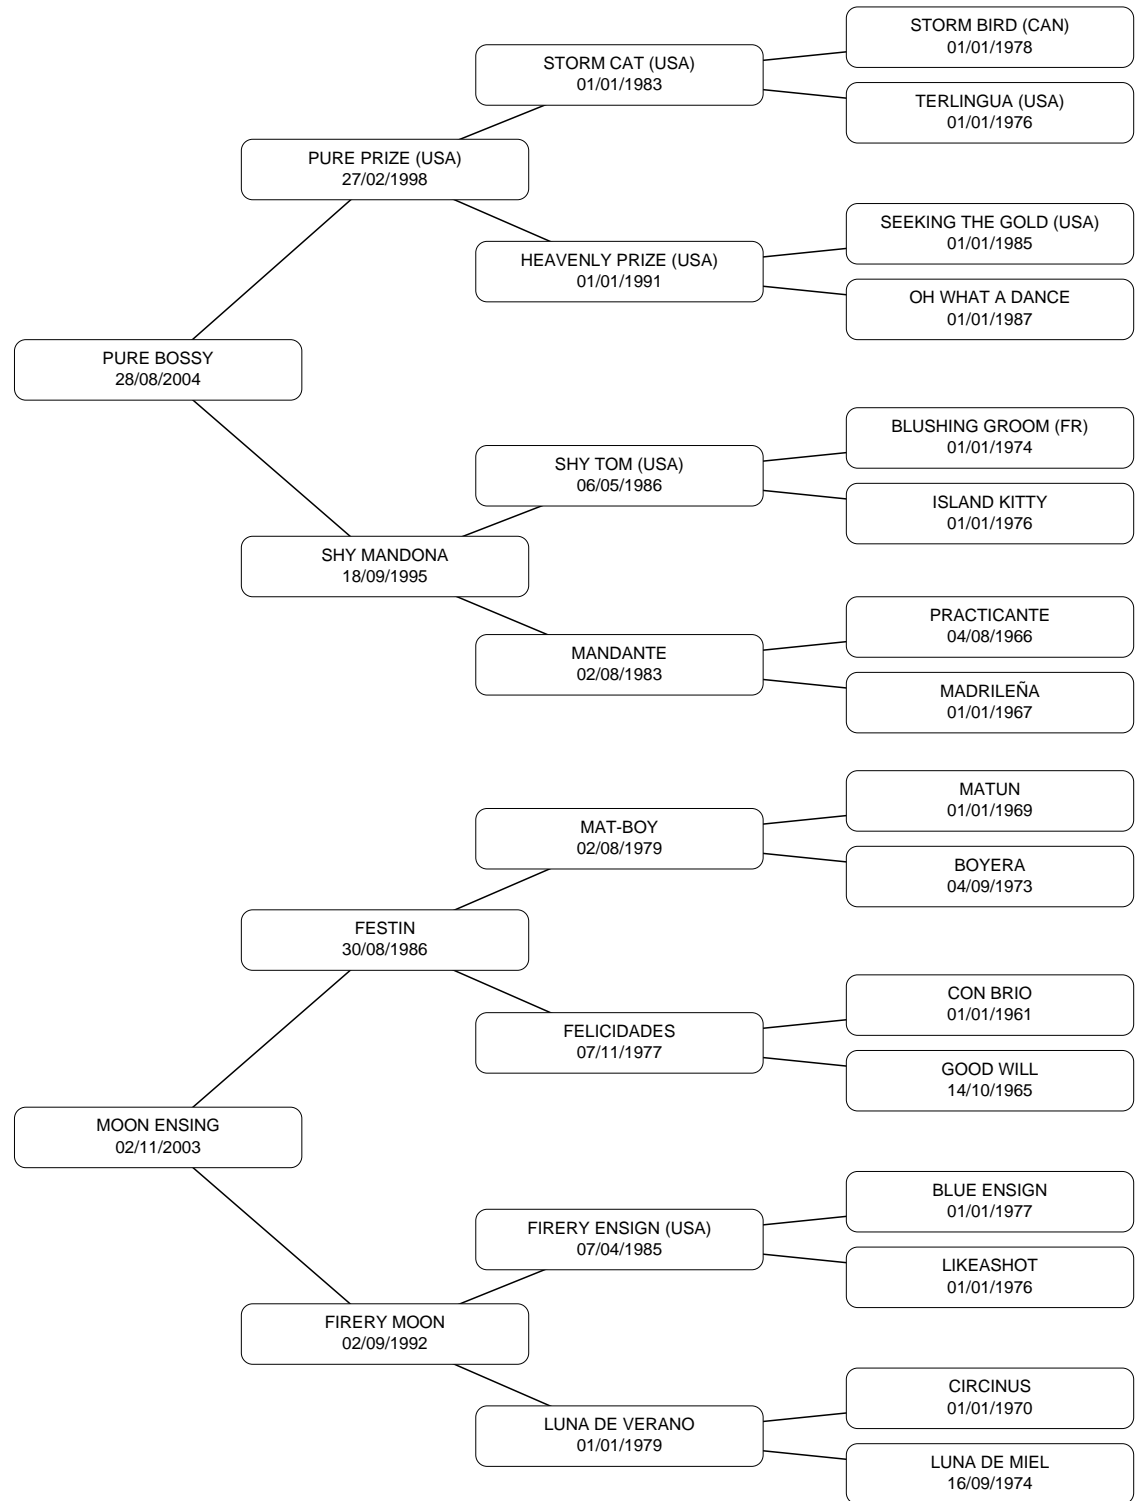 STORM BIRD (CAN)
01/01/1978
STORM CAT (USA)
01/01/1983
TERLINGUA (USA)
01/01/1976
PURE PRIZE (USA)
27/02/1998
SEEKING THE GOLD (USA)
01/01/1985
HEAVENLY PRIZE (USA)
01/01/1991
OH WHAT A DANCE
01/01/1987
PURE BOSSY
28/08/2004
BLUSHING GROOM (FR)
01/01/1974
SHY TOM (USA)
06/05/1986
ISLAND KITTY
01/01/1976
SHY MANDONA
18/09/1995
PRACTICANTE
04/08/1966
MANDANTE
02/08/1983
MADRILEÑA
01/01/1967
MATUN
01/01/1969
MAT-BOY
02/08/1979
BOYERA
04/09/1973
FESTIN
30/08/1986
CON BRIO
01/01/1961
FELICIDADES
07/11/1977
GOOD WILL
14/10/1965
MOON ENSING
02/11/2003
BLUE ENSIGN
01/01/1977
FIRERY ENSIGN (USA)
07/04/1985
LIKEASHOT
01/01/1976
FIRERY MOON
02/09/1992
CIRCINUS
01/01/1970
LUNA DE VERANO
01/01/1979
LUNA DE MIEL
16/09/1974